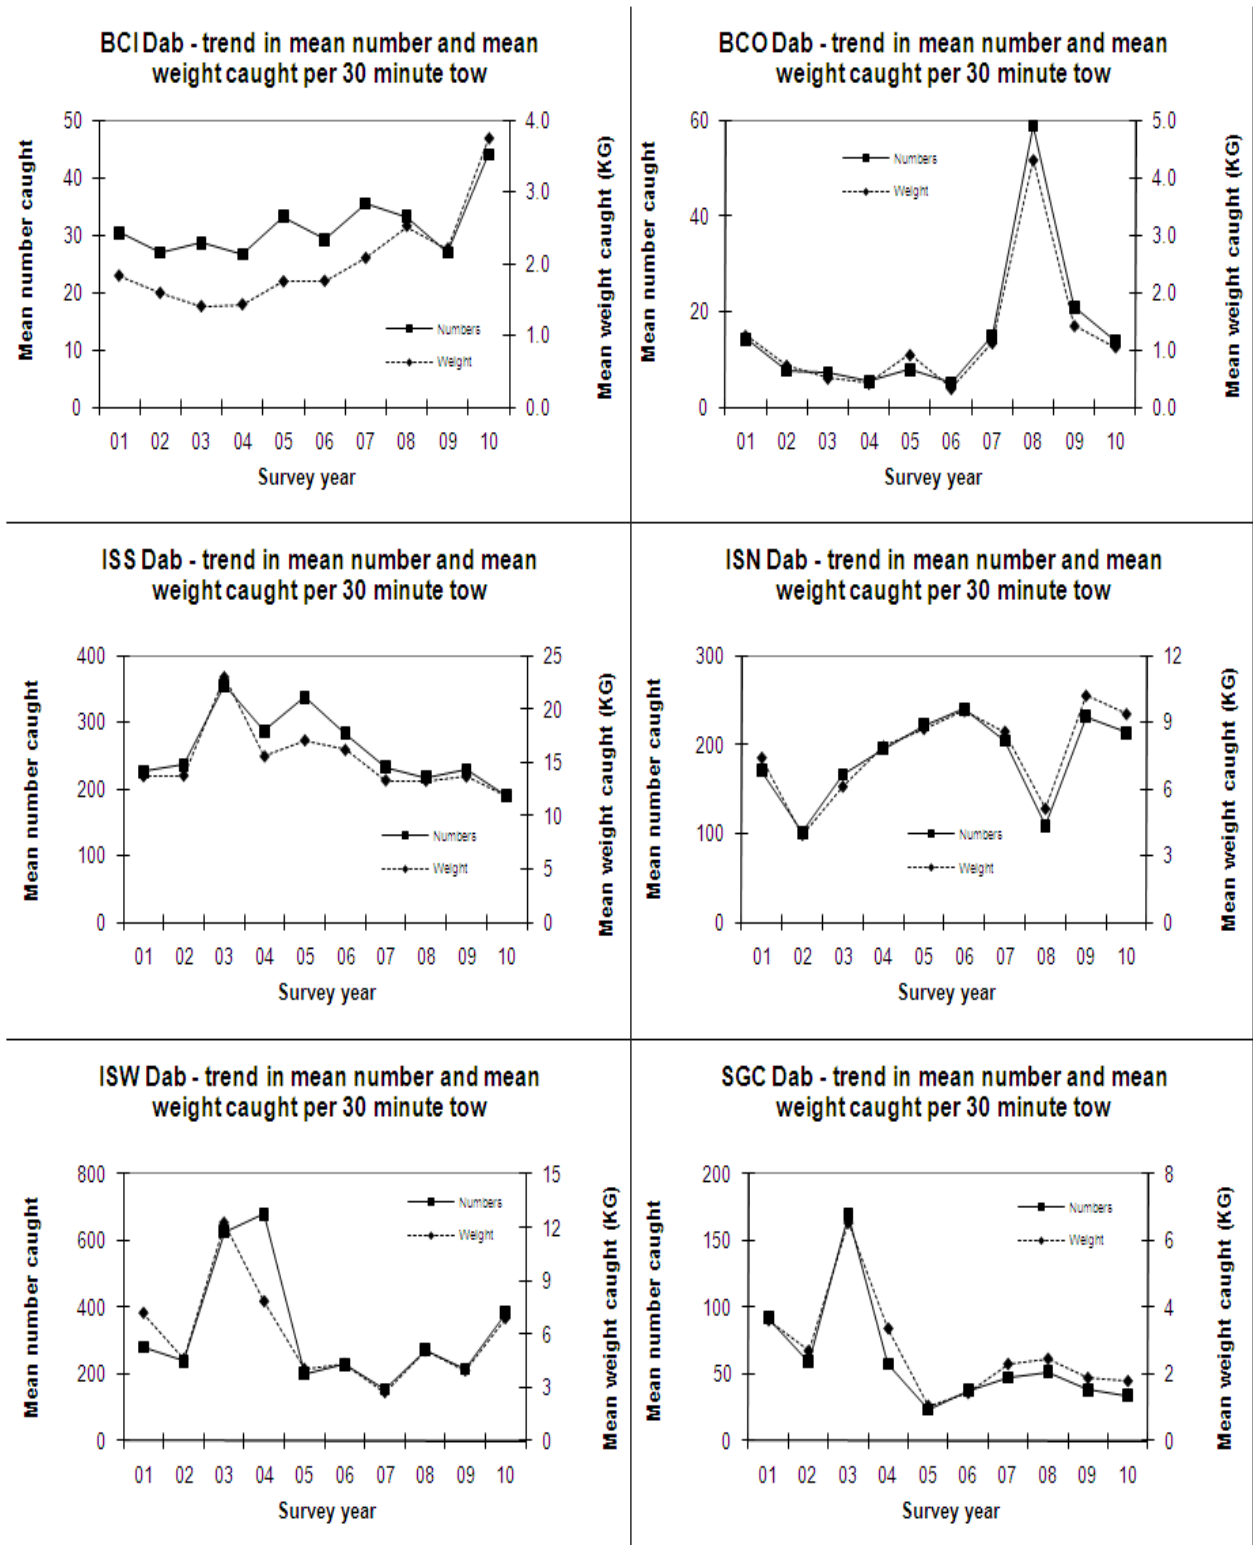 BCI Dab - trend in mean number and mean
weight caught per 30 minute tow
Mean number caught
Mean weight caught (KG)
50
40
30
20
10
0
4.0
3.0
2.0
1.0
0.0
Numbers
Weight
01 02 03 04 05 06 07 08 09 10
Survey year
BCO Dab - trend in mean number and mean
weight caught per 30 minute tow
Mean number caught
Mean weight caught (KG)
60
40
20
0
5.0
4.0
3.0
2.0
1.0
0.0
Numbers
Weight
01 02 03 04 05 06 07 08 09 10
Survey year
ISS Dab - trend in mean number and mean
weight caught per 30 minute tow
Mean number caught
Mean weight caught (KG)
400
300
200
100
0
25
20
15
10
5
0
Numbers
Weight
01 02 03 04 05 06 07 08 09 10
Survey year
ISN Dab - trend in mean number and mean
weight caught per 30 minute tow
Mean number caught
Mean weight caught (KG)
300
200
100
0
12
9
6
3
0
Numbers
Weight
01 02 03 04 05 06 07 08 09 10
Survey year
ISW Dab - trend in mean number and mean
weight caught per 30 minute tow
Mean number caught
Mean weight caught (KG)
800
600
400
200
0
15
12
9
6
3
0
Numbers
Weight
01 02 03 04 05 06 07 08 09 10
Survey year
SGC Dab - trend in mean number and mean
weight caught per 30 minute tow
Mean number caught
Mean weight caught (KG)
200
150
100
50
0
8
6
4
2
0
Numbers
Weight
01 02 03 04 05 06 07 08 09 10
Survey year